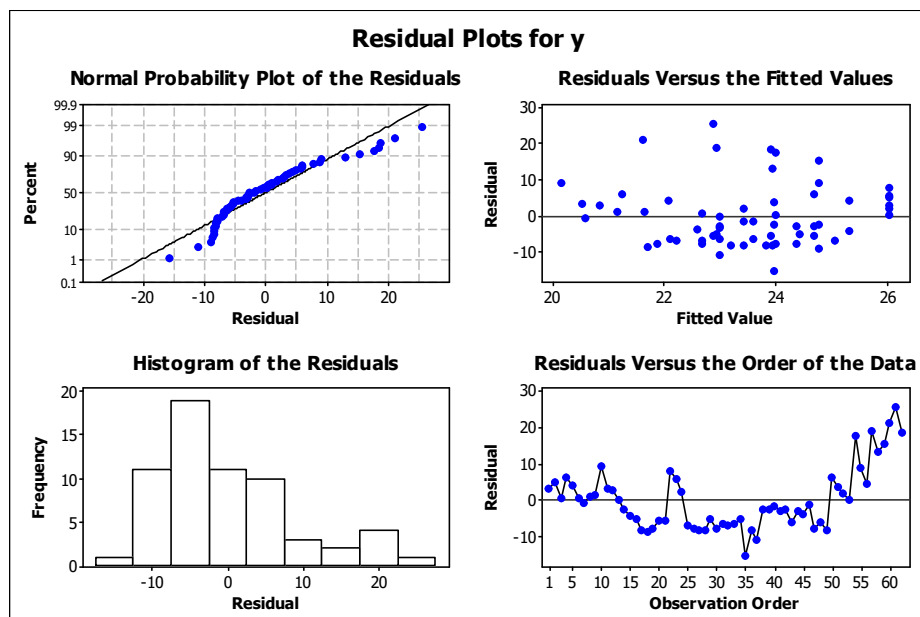 Residual Plots for y
Normal Probability Plot of the Residuals
99.9
99
90
50
10
1
0.1
Percent
-20 -10 0 10 20
Residual
Residuals Versus the Fitted Values
30
20
10
0
-10
Residual
20 22 24 26
Fitted Value
Histogram of the Residuals
20
15
10
5
0
Frequency
-10 0 10 20
Residual
Residuals Versus the Order of the Data
30
20
10
0
-10
Residual
1 5 10 15 20 25 30 35 40 45 50 55 60
Observation Order